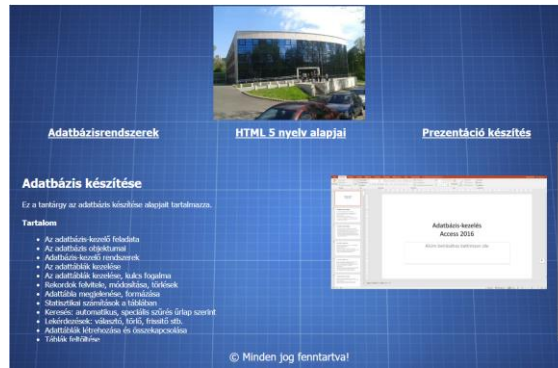 Adatbázisrendszerek
HTML 5 nyelv alapjai
Prezentáció készítés
Adatbázis készítése
Ez a tantárgy az adatbázis készítése alapjait tartalmazza.
Tartalom
Az adatbázis-kezelő feladata
Az adatbázis objektumai
Adatbázis-kezelő rendszerek
Az adattáblák kezelése
Az adattáblák kezelése, kulcs fogalma
Rekordok felvitele, módosítása, törlések
Adattábla megjelenése, formázása
Statisztikai számítások a táblában
Keresés: automatikus, speciális szűrés űrlap szerint
Lekérdezések: választó, törlő, frissítő stb.
Adattáblák létrehozása és összekapcsolása
Táblák feltöltése
Adatbázis-kezelés
Access 2016
© Minden jog fenntartva!